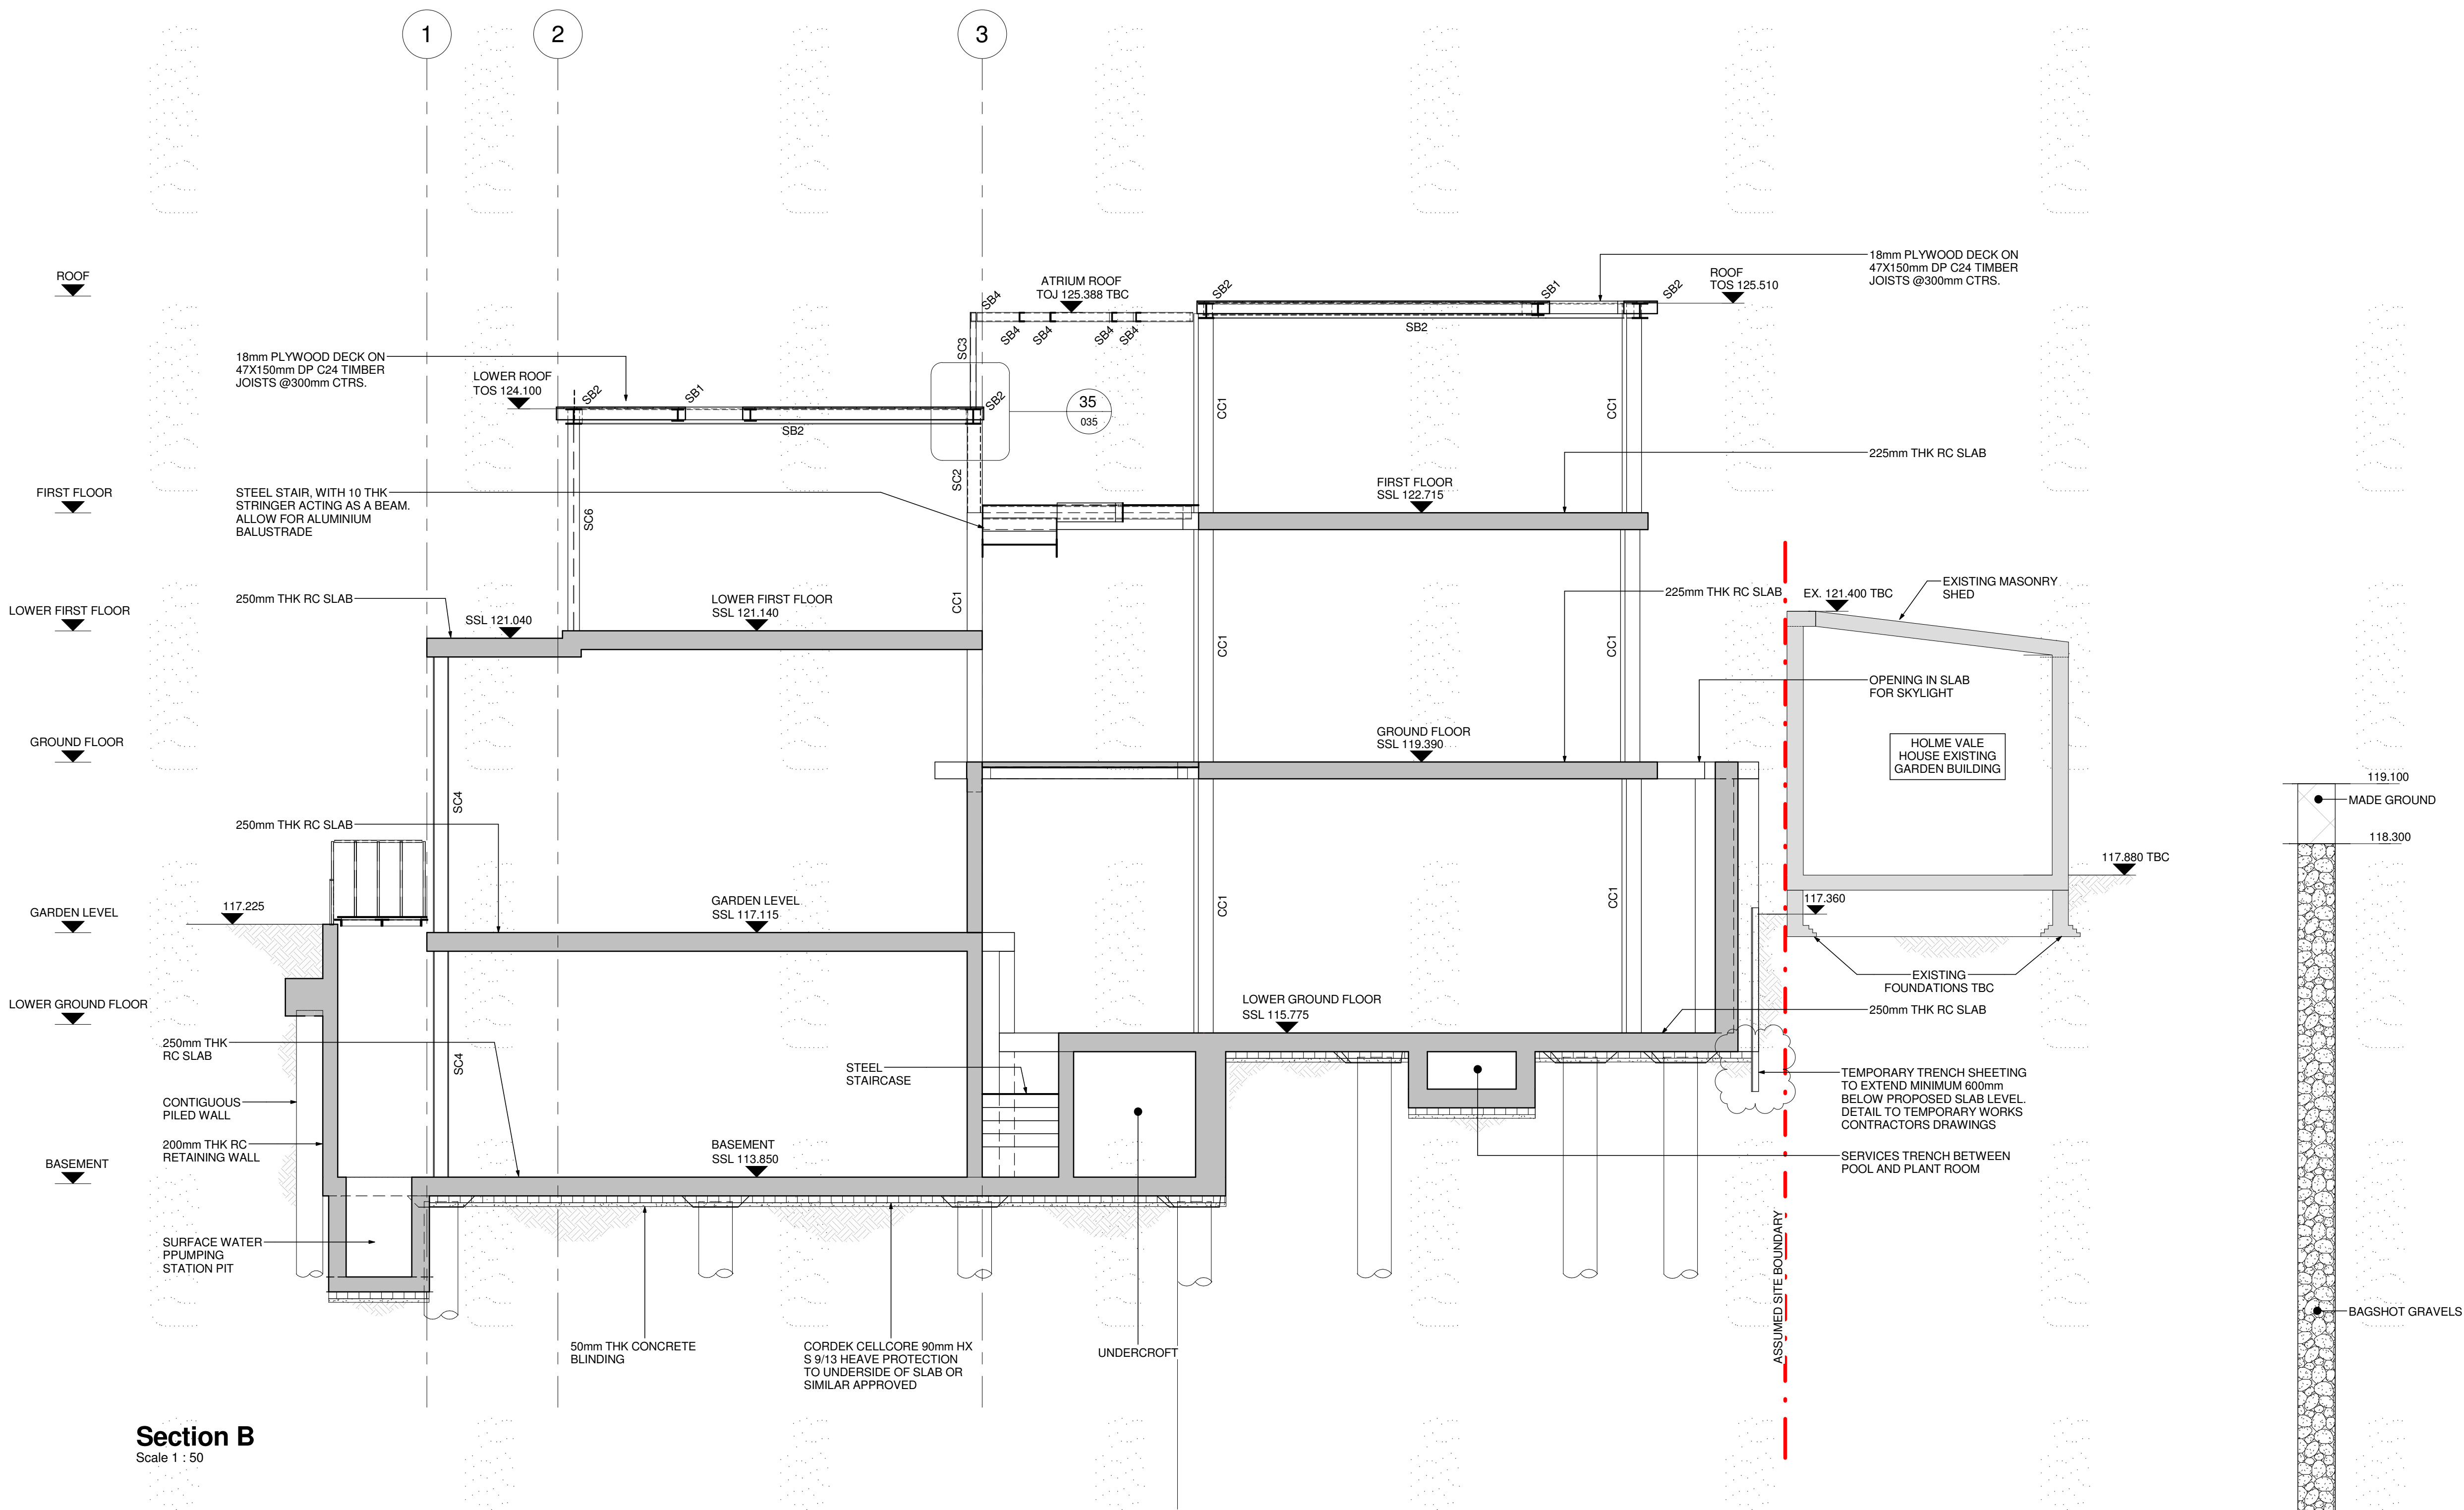 1
2
3
ROOF
FIRST FLOOR
LOWER FIRST FLOOR
GROUND FLOOR
GARDEN LEVEL
LOWER GROUND FLOOR
BASEMENT
18mm PLYWOOD DECK ON
47X150mm DP C24 TIMBER
JOISTS @300mm CTRS.
LOWER ROOF
TOS 124.100
SB2
SB1
SB2
SB2
SB4
SC3
ATRIUM ROOF
TOJ 125.388 TBC
SB4
SB4
SB4
SB4
SB2
SB2
SB1
SB2
ROOF
TOS 125.510
18mm PLYWOOD DECK ON
47X150mm DP C24 TIMBER
JOISTS @300mm CTRS.
35
035
CC1
CC1
225mm THK RC SLAB
STEEL STAIR, WITH 10 THK
STRINGER ACTING AS A BEAM.
ALLOW FOR ALUMINIUM
BALUSTRADE
SC6
SC2
FIRST FLOOR
SSL 122.715
250mm THK RC SLAB
SSL 121.040
LOWER FIRST FLOOR
SSL 121.140
CC1
CC1
CC1
225mm THK RC SLAB
EX. 121.400 TBC
EXISTING MASONRY
SHED
OPENING IN SLAB
FOR SKYLIGHT
GROUND FLOOR
SSL 119.390
HOLME VALE
HOUSE EXISTING
GARDEN BUILDING
SC4
250mm THK RC SLAB
117.225
GARDEN LEVEL
SSL 117.115
CC1
CC1
117.880 TBC
117.360
EXISTING
FOUNDATIONS TBC
LOWER GROUND FLOOR
SSL 115.775
250mm THK RC SLAB
250mm THK
RC SLAB
SC4
STEEL
STAIRCASE
CONTIGUOUS
PILED WALL
200mm THK RC
RETAINING WALL
BASEMENT
SSL 113.850
TEMPORARY TRENCH SHEETING
TO EXTEND MINIMUM 600mm
BELOW PROPOSED SLAB LEVEL.
DETAIL TO TEMPORARY WORKS
CONTRACTORS DRAWINGS
SERVICES TRENCH BETWEEN
POOL AND PLANT ROOM
SURFACE WATER
PPUMPING
STATION PIT
50mm THK CONCRETE
BLINDING
CORDEK CELLCORE 90mm HX
S 9/13 HEAVE PROTECTION
TO UNDERSIDE OF SLAB OR
SIMILAR APPROVED
UNDERCROFT
ASSUMED SITE BOUNDARY
119.100
MADE GROUND
118.300
BAGSHOT GRAVELS
Section B
Scale 1 : 50